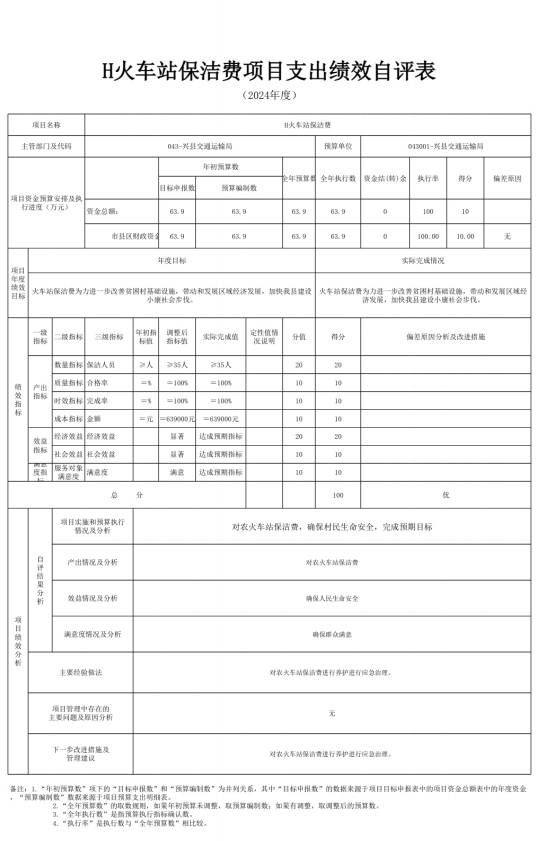 H火车站保洁费项目支出绩效自评表
（2024年度）
项目名称 H火车站保洁费
主管部门及代码 043-兴县交通运输局 预算单位 043001-兴县交通运输局
项目资金预算安排及执行进度（万元） 年初预算数 全年预算数 全年执行数 资金结(转)余 执行率 得分 偏差原因
目标申报数 预算编制数
资金总额： 63.9 63.9 63.9 63.9 0 100 10
市县区财政资金 63.9 63.9 63.9 63.9 0 100.00 10.00 无
项目年度绩效目标 年度目标 实际完成情况
火车站保洁费为力进一步改善贫困村基础设施，带动和发展区域经济发展，加快我县建设小康社会步伐。 火车站保洁费为力进一步改善贫困村基础设施，带动和发展区域经济发展，加快我县建设小康社会步伐。
绩效指标 一级指标 二级指标 三级指标 年初指标值 调整后指标值 实际完成值 定性值情况说明 分值 得分 偏差原因分析及改进措施
产出指标 数量指标 保洁人员 ≥人 ≥35人 ≥35人 20 20
质量指标 合格率 =% =100% =100% 10 10
时效指标 完成率 =% =100% =100% 10 10
成本指标 金额 =元 =639000元 =639000元 10 10
效益指标 经济效益 经济效益 显著 达成预期指标 20 20
社会效益 社会效益 显著 达成预期指标 10 10
满意度指标 服务对象满意度 满意度 满意 达成预期指标 10 10
总 分 100 优
项目绩效分析 自评结果分析 项目实施和预算执行情况及分析 对农火车站保洁费、确保村民生命安全，完成预期目标
产出情况及分析 对农火车站保洁费
效益情况及分析 确保人民生命安全
满意度情况及分析 确保群众满意
主要经验做法 对农火车站保洁费进行养护进行应急治理。
项目管理中存在的主要问题及原因分析 无
下一步改进措施及管理建议 对农火车站保洁费进行养护进行应急治理。
备注：1.“年初预算数”项下的“目标申报数”和“预算编制数”为并列关系，其中“目标申报数”的数据来源于项目目标申报表中的项目资金总额表中的年度资金
，“预算编制数”数据来源于项目预算支出明细表。
2.“全年预算数”的取数规则，如果年初预算未调整，取预算编制数；如果有调整，取调整后的预算数。
3.“全年执行数”是指预算执行指标确认数。
4.“执行率”是执行数与“全年预算数”相比较。